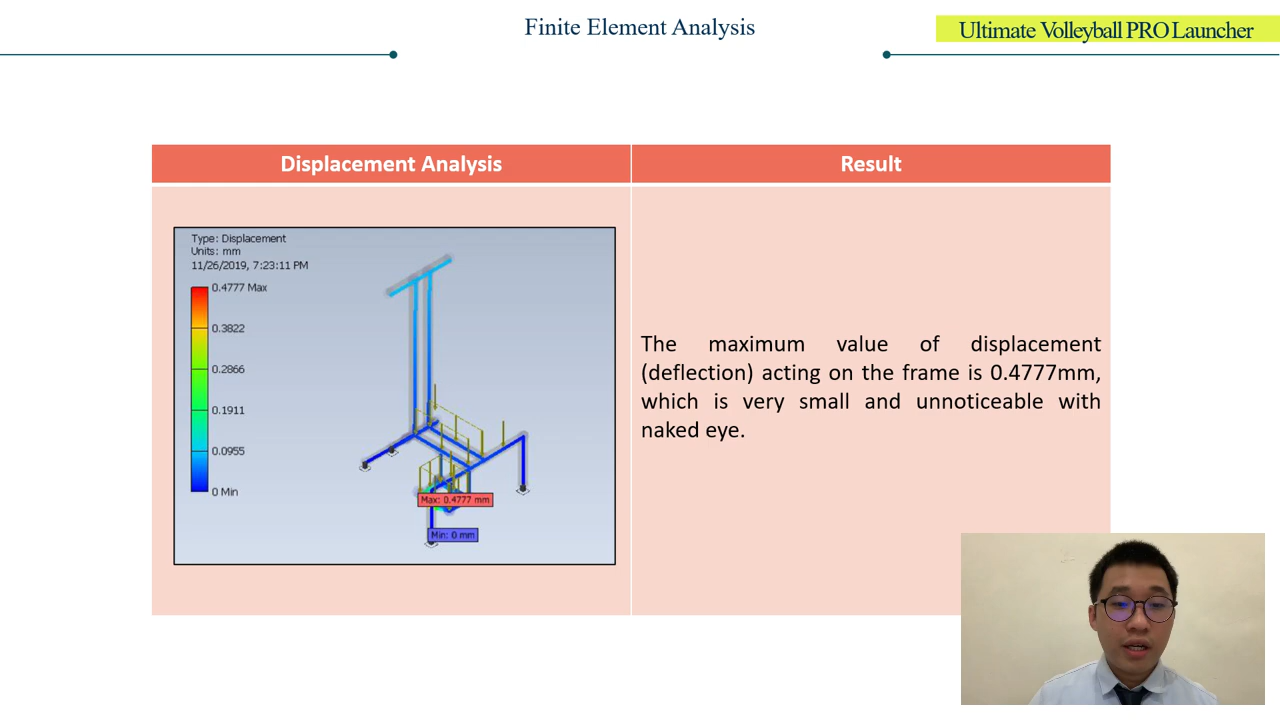 Finite Element Analysis
Ultimate Volleyball PRO Launcher
Displacement Analysis
Result
Type: Displacement
Units: mm
11/26/2019, 7:23:11 PM
0.4777 Max
0.3822
0.2866
0.1911
0.0955
0 Min
Max: 0.4777 mm
Min: 0 mm
The maximum value of displacement
(deflection) acting on the frame is 0.4777mm,
which is very small and unnoticeable with
naked eye.